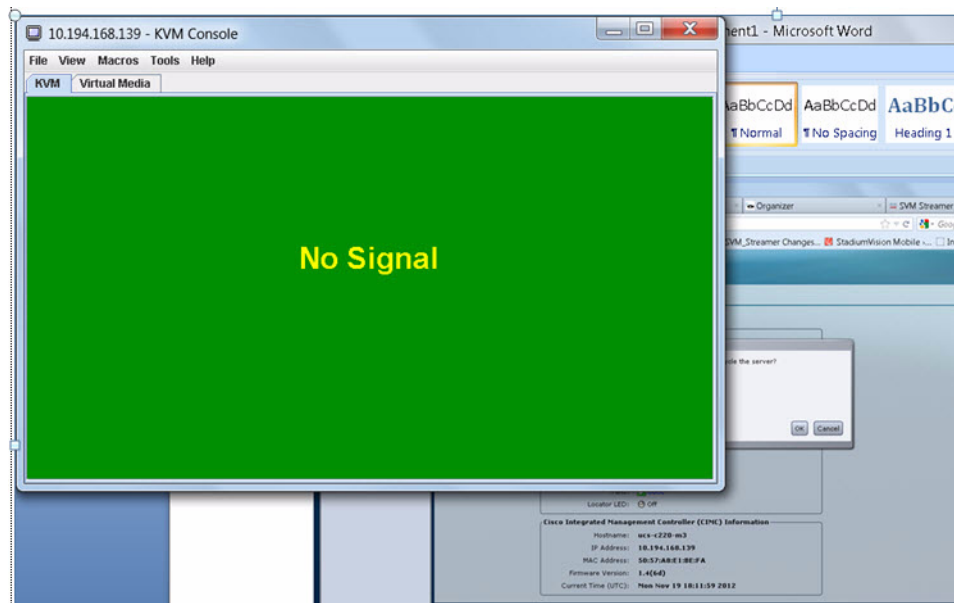 10.194.168.139 - KVM Console
File View Macros Tools Help
KVM Virtual Media
No Signal
ent1 - Microsoft Word
AaBbCcDd AaBbCcDd AaBbC
¶ Normal ¶ No Spacing Heading 1
Organizer SVM Streamer
SVM_Streamer Changes... StadiumVision Mobile
the server?
OK Cancel
Locator LED: Off
Cisco Integrated Management Controller (CIMC) Information
Hostname: ucs-c220-m3
IP Address: 10.194.168.139
MAC Address: 50:57:A8:E1:8E:FA
Firmware Version: 1.4(6d)
Current Time (UTC): Mon Nov 19 18:11:59 2012